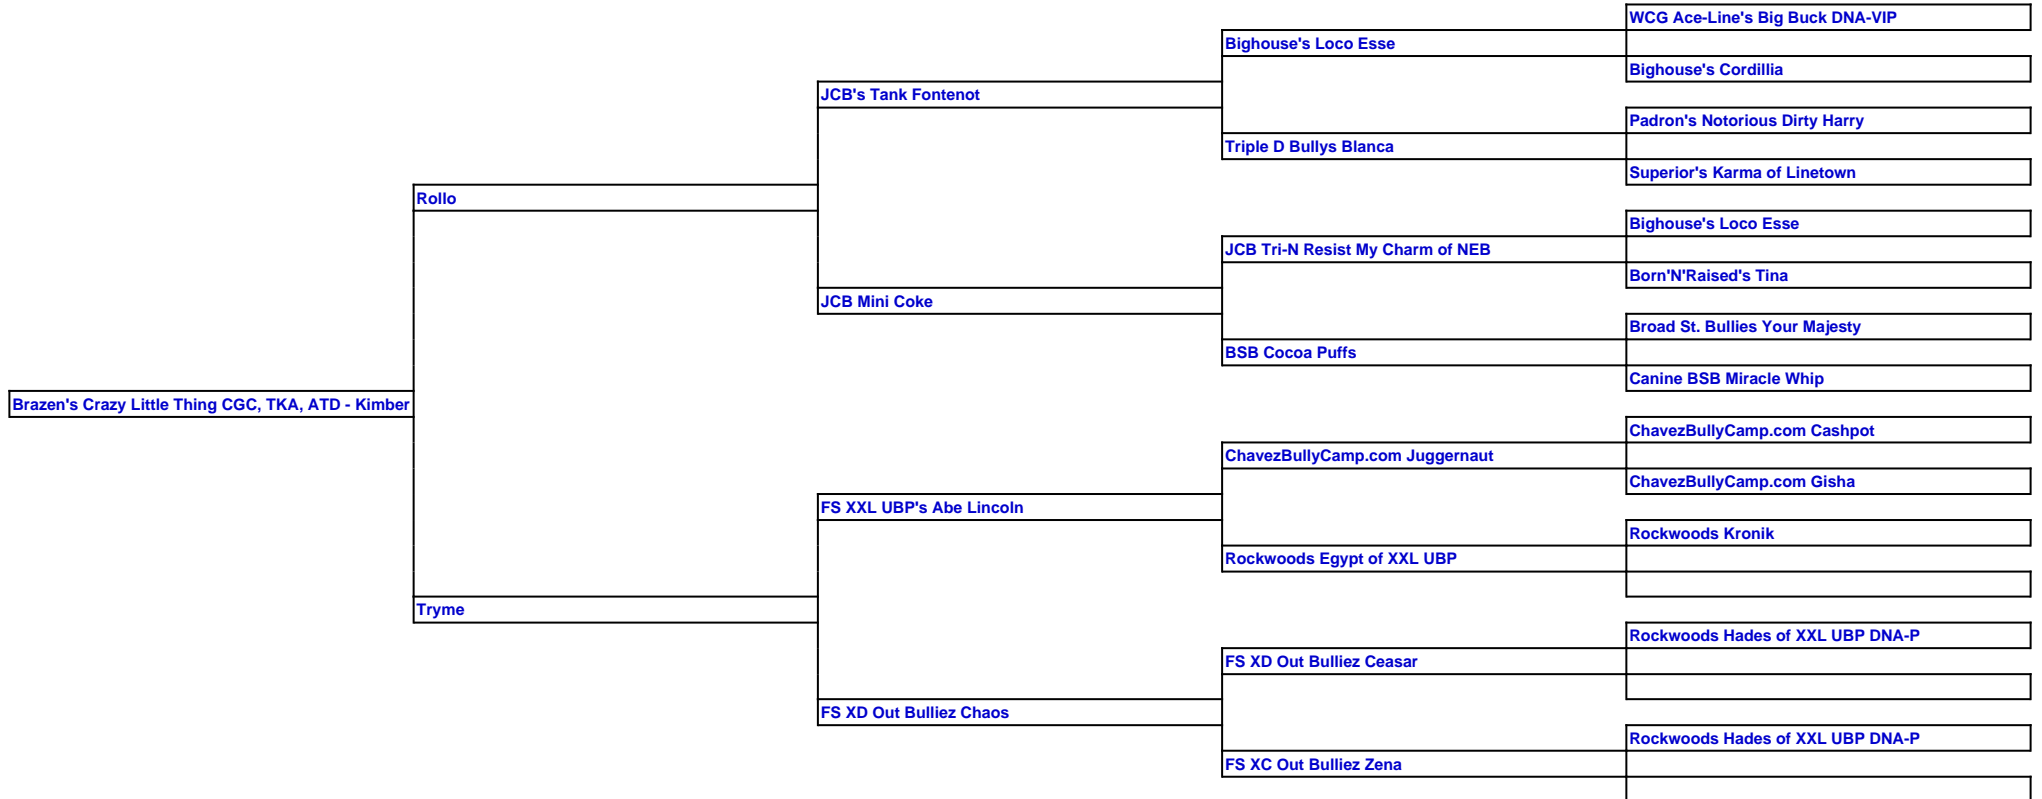 WCG Ace-Line's Big Buck DNA-VIP
Bighouse's Loco Esse
Bighouse's Cordillia
JCB's Tank Fontenot
Padron's Notorious Dirty Harry
Triple D Bullys Blanca
Superior's Karma of Linetown
Rollo
Bighouse's Loco Esse
JCB Tri-N Resist My Charm of NEB
Born'N'Raised's Tina
JCB Mini Coke
Broad St. Bullies Your Majesty
BSB Cocoa Puffs
Canine BSB Miracle Whip
Brazen's Crazy Little Thing CGC, TKA, ATD - Kimber
ChavezBullyCamp.com Cashpot
ChavezBullyCamp.com Juggernaut
ChavezBullyCamp.com Gisha
FS XXL UBP's Abe Lincoln
Rockwoods Kronik
Rockwoods Egypt of XXL UBP
Tryme
Rockwoods Hades of XXL UBP DNA-P
FS XD Out Bulliez Ceasar
FS XD Out Bulliez Chaos
Rockwoods Hades of XXL UBP DNA-P
FS XC Out Bulliez Zena